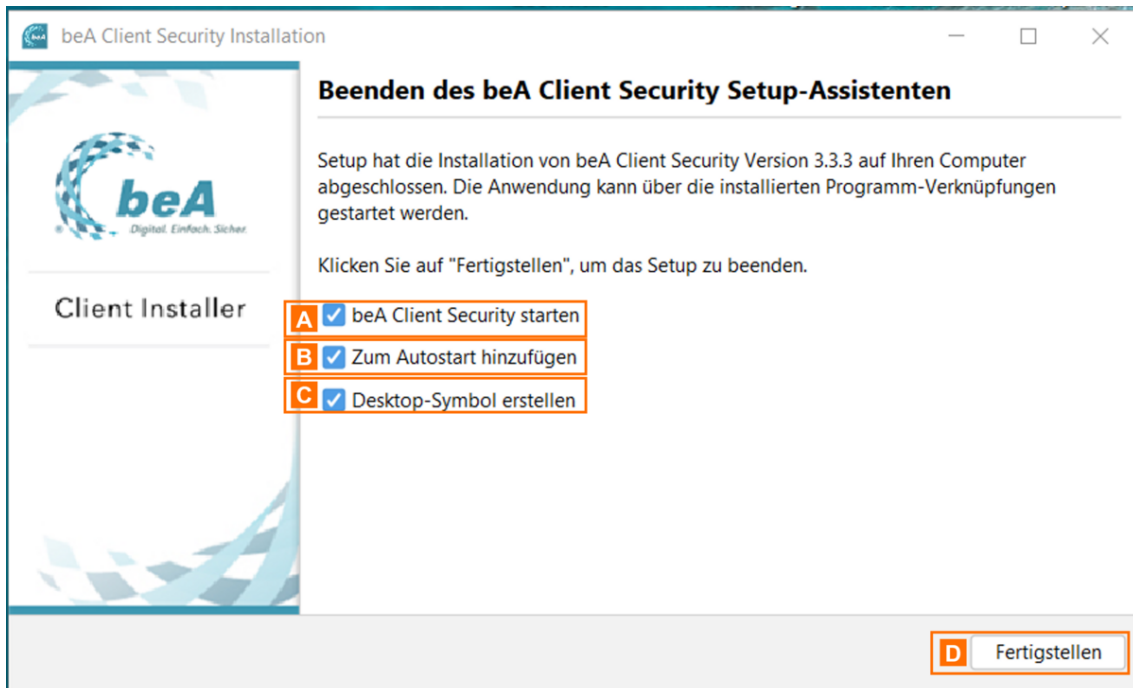 beA Client Security Installation
Beenden des beA Client Security Setup-Assistenten
Setup hat die Installation von beA Client Security Version 3.3.3 auf Ihren Computer
abgeschlossen. Die Anwendung kann über die installierten Programm-Verknüpfungen
gestartet werden.
beA
® Digital. Einfach. Sicher.
Klicken Sie auf "Fertigstellen", um das Setup zu beenden.
Client Installer
A beA Client Security starten
B Zum Autostart hinzufügen
C Desktop-Symbol erstellen
D Fertigstellen